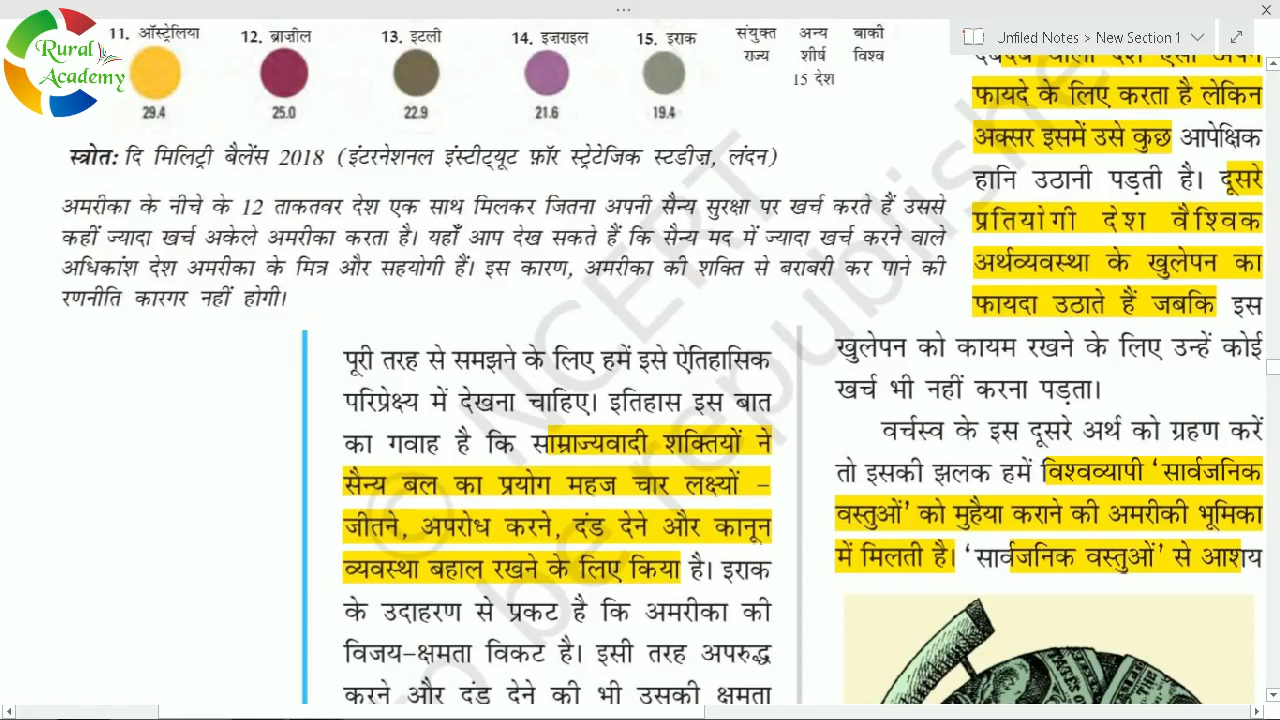 Rural
Academy
Unfiled Notes > New Section 1
11. ऑस्ट्रेलिया
12. ब्राज़ील
13. इटली
14. इज़राइल
15. इराक
29.4
25.0
22.9
21.6
19.4
संयुक्त
राज्य
अन्य
शीर्ष
15 देश
बाकी
विश्व
स्त्रोत: दि मिलिट्री बैलेंस 2018 (इंटरनेशनल इंस्टीट्यूट फ़ॉर स्ट्रेटेजिक स्टडीज़, लंदन)
अमरीका के नीचे के 12 ताकतवर देश एक साथ मिलकर जितना अपनी सैन्य सुरक्षा पर खर्च करते हैं उससे
कहीं ज्यादा खर्च अकेले अमरीका करता है। यहाँ आप देख सकते हैं कि सैन्य मद में ज्यादा खर्च करने वाले
अधिकांश देश अमरीका के मित्र और सहयोगी हैं। इस कारण, अमरीका की शक्ति से बराबरी कर पाने की
रणनीति कारगर नहीं होगी।
पूरी तरह से समझने के लिए हमें इसे ऐतिहासिक
परिप्रेक्ष्य में देखना चाहिए। इतिहास इस बात
का गवाह है कि साम्राज्यवादी शक्तियों ने
सैन्य बल का प्रयोग महज चार लक्ष्यों –
जीतने, अपरोध करने, दंड देने और कानून
व्यवस्था बहाल रखने के लिए किया है। इराक
के उदाहरण से प्रकट है कि अमरीका की
विजय-क्षमता विकट है। इसी तरह अपरुद्ध
करने और दंड देने की भी उसकी क्षमता
फायदे के लिए करता है लेकिन
अक्सर इसमें उसे कुछ आपेक्षिक
हानि उठानी पड़ती है। दूसरे
प्रतियोगी देश वैश्विक
अर्थव्यवस्था के खुलेपन का
फायदा उठाते हैं जबकि इस
खुलेपन को कायम रखने के लिए उन्हें कोई
खर्च भी नहीं करना पड़ता।
वर्चस्व के इस दूसरे अर्थ को ग्रहण करें
तो इसकी झलक हमें विश्वव्यापी 'सार्वजनिक
वस्तुओं' को मुहैया कराने की अमरीकी भूमिका
में मिलती है। 'सार्वजनिक वस्तुओं' से आशय
© NCERT
be republishe